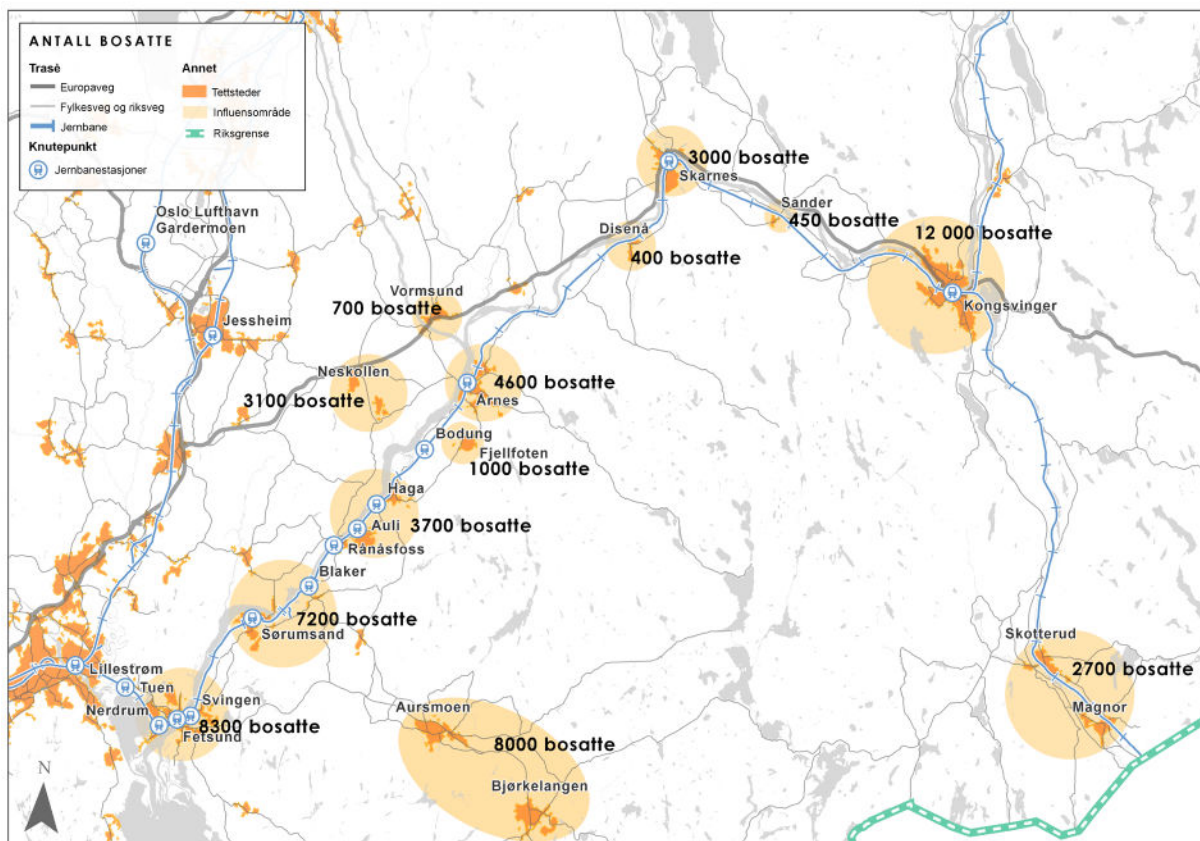 ANTALL BOSATTE
Trasè
Europaveg
Fylkesveg og riksveg
Jernbane
Knutepunkt
Jernbanestasjoner
Annet
Tettsteder
Influensområde
Riksgrense
Oslo Lufthavn
Gardermoen
Jessheim
3000 bosatte
Skarnes
Sander
450 bosatte
Disenå
400 bosatte
12 000 bosatte
Kongsvinger
Vormsund
700 bosatte
Neskollen
3100 bosatte
4600 bosatte
Årnes
Bodung
Fjellfoten
1000 bosatte
Haga
Auli
3700 bosatte
Rånåsfoss
Blaker
7200 bosatte
Sørumsand
Lillestrøm
Tuen
Nerdrum
Svingen
8300 bosatte
Fetsund
Aursmoen
8000 bosatte
Bjørkelangen
Skotterud
2700 bosatte
Magnor
N